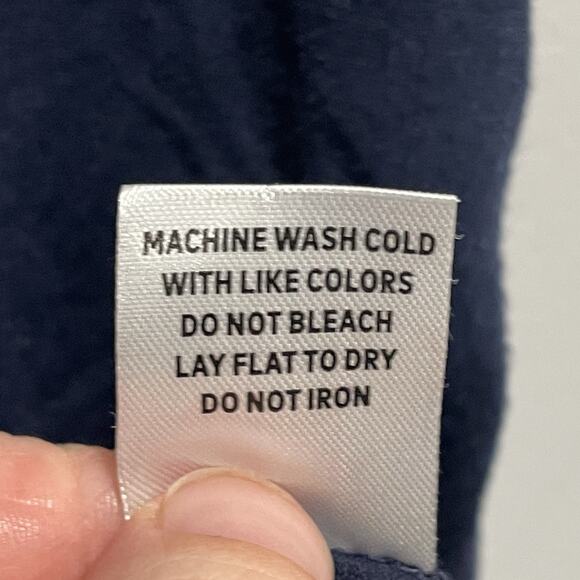 MACHINE WASH COLD
WITH LIKE COLORS
DO NOT BLEACH
LAY FLAT TO DRY
DO NOT IRON